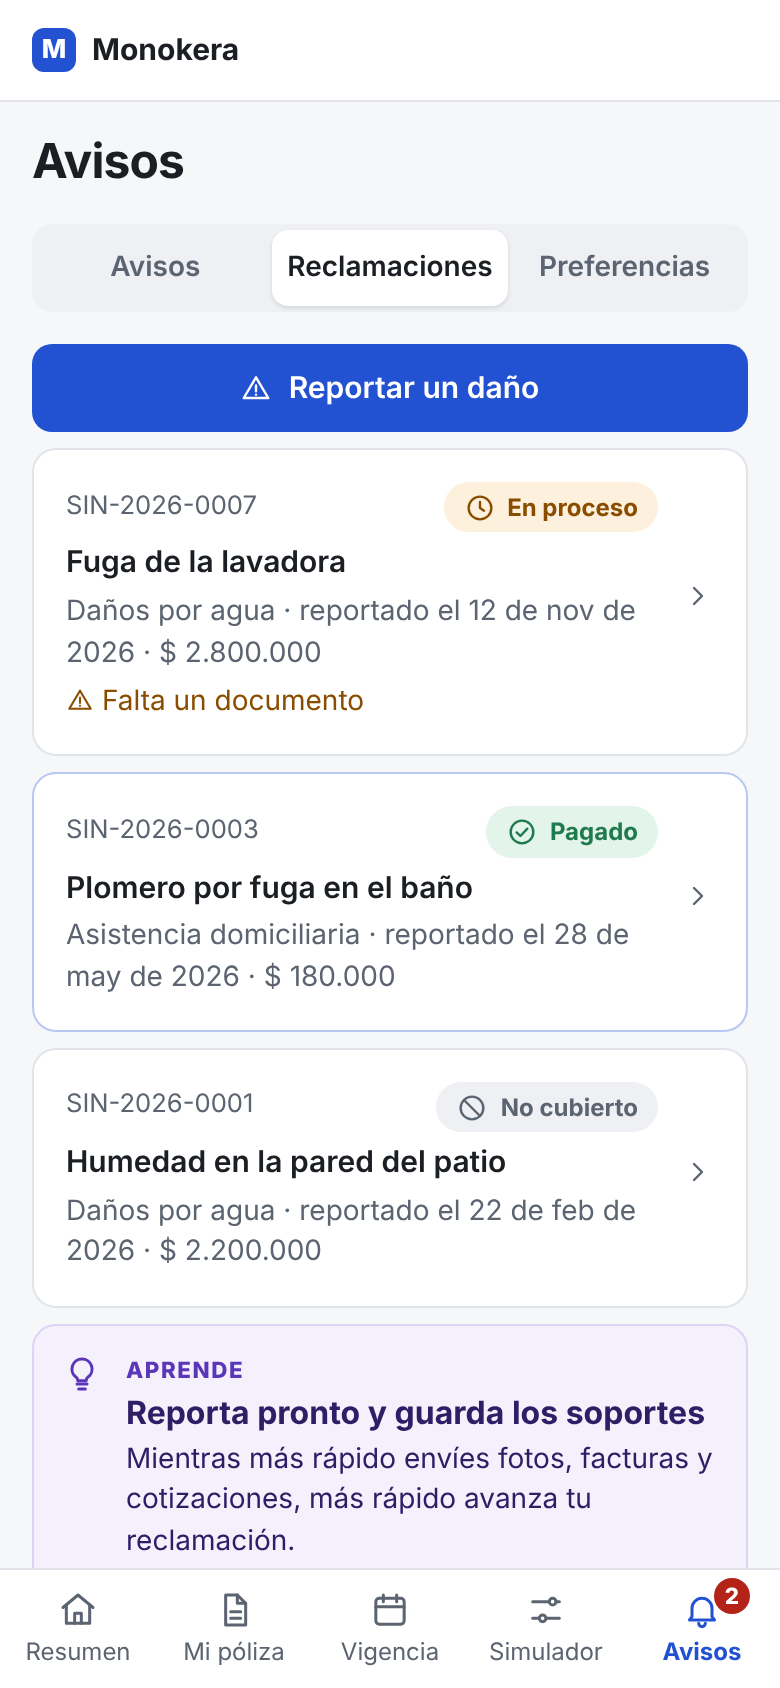 M Monokera
Avisos
Avisos Reclamaciones Preferencias
Reportar un daño
SIN-2026-0007 En proceso
Fuga de la lavadora
Daños por agua · reportado el 12 de nov de
2026 · $ 2.800.000
Falta un documento
SIN-2026-0003 Pagado
Plomero por fuga en el baño
Asistencia domiciliaria · reportado el 28 de
may de 2026 · $ 180.000
SIN-2026-0001 No cubierto
Humedad en la pared del patio
Daños por agua · reportado el 22 de feb de
2026 · $ 2.200.000
APRENDE
Reporta pronto y guarda los soportes
Mientras más rápido envíes fotos, facturas y
cotizaciones, más rápido avanza tu
reclamación.
2
Resumen Mi póliza Vigencia Simulador Avisos